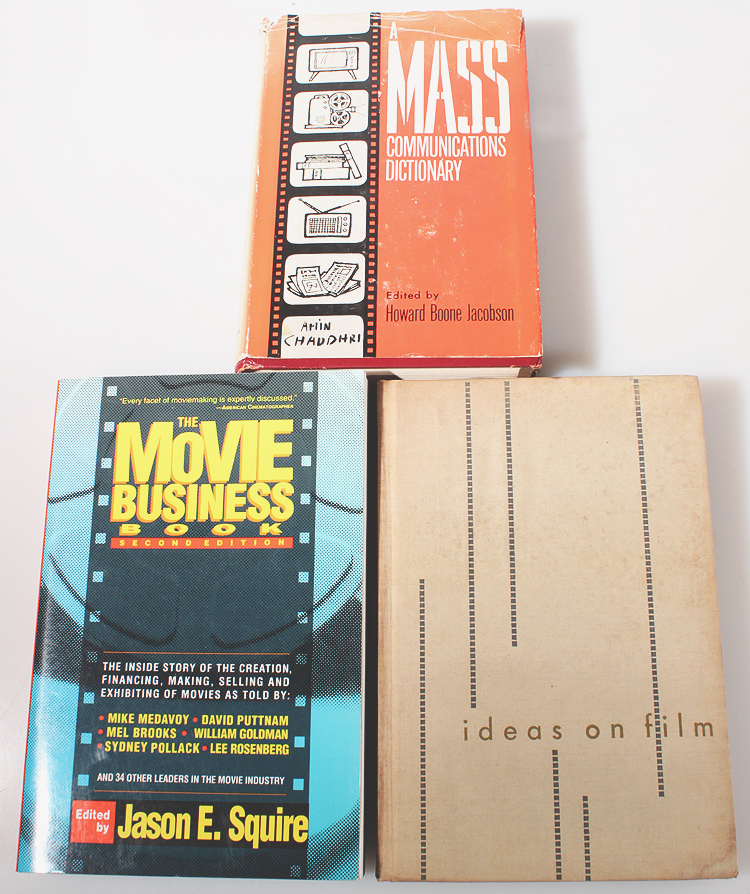 A
MASS
COMMUNICATIONS
DICTIONARY
Edited by
Howard Boone Jacobson
AMIN
CHAUDHRI
"Every facet of moviemaking is expertly discussed."
—AMERICAN CINEMATOGRAPHER
THE
MOVIE
BUSINESS
BOOK
SECOND EDITION
THE INSIDE STORY OF THE CREATION,
FINANCING, MAKING, SELLING AND
EXHIBITING OF MOVIES AS TOLD BY:
• MIKE MEDAVOY • DAVID PUTTNAM
• MEL BROOKS • WILLIAM GOLDMAN
• SYDNEY POLLACK • LEE ROSENBERG
AND 34 OTHER LEADERS IN THE MOVIE INDUSTRY
Edited
by
Jason E. Squire
ideas on film